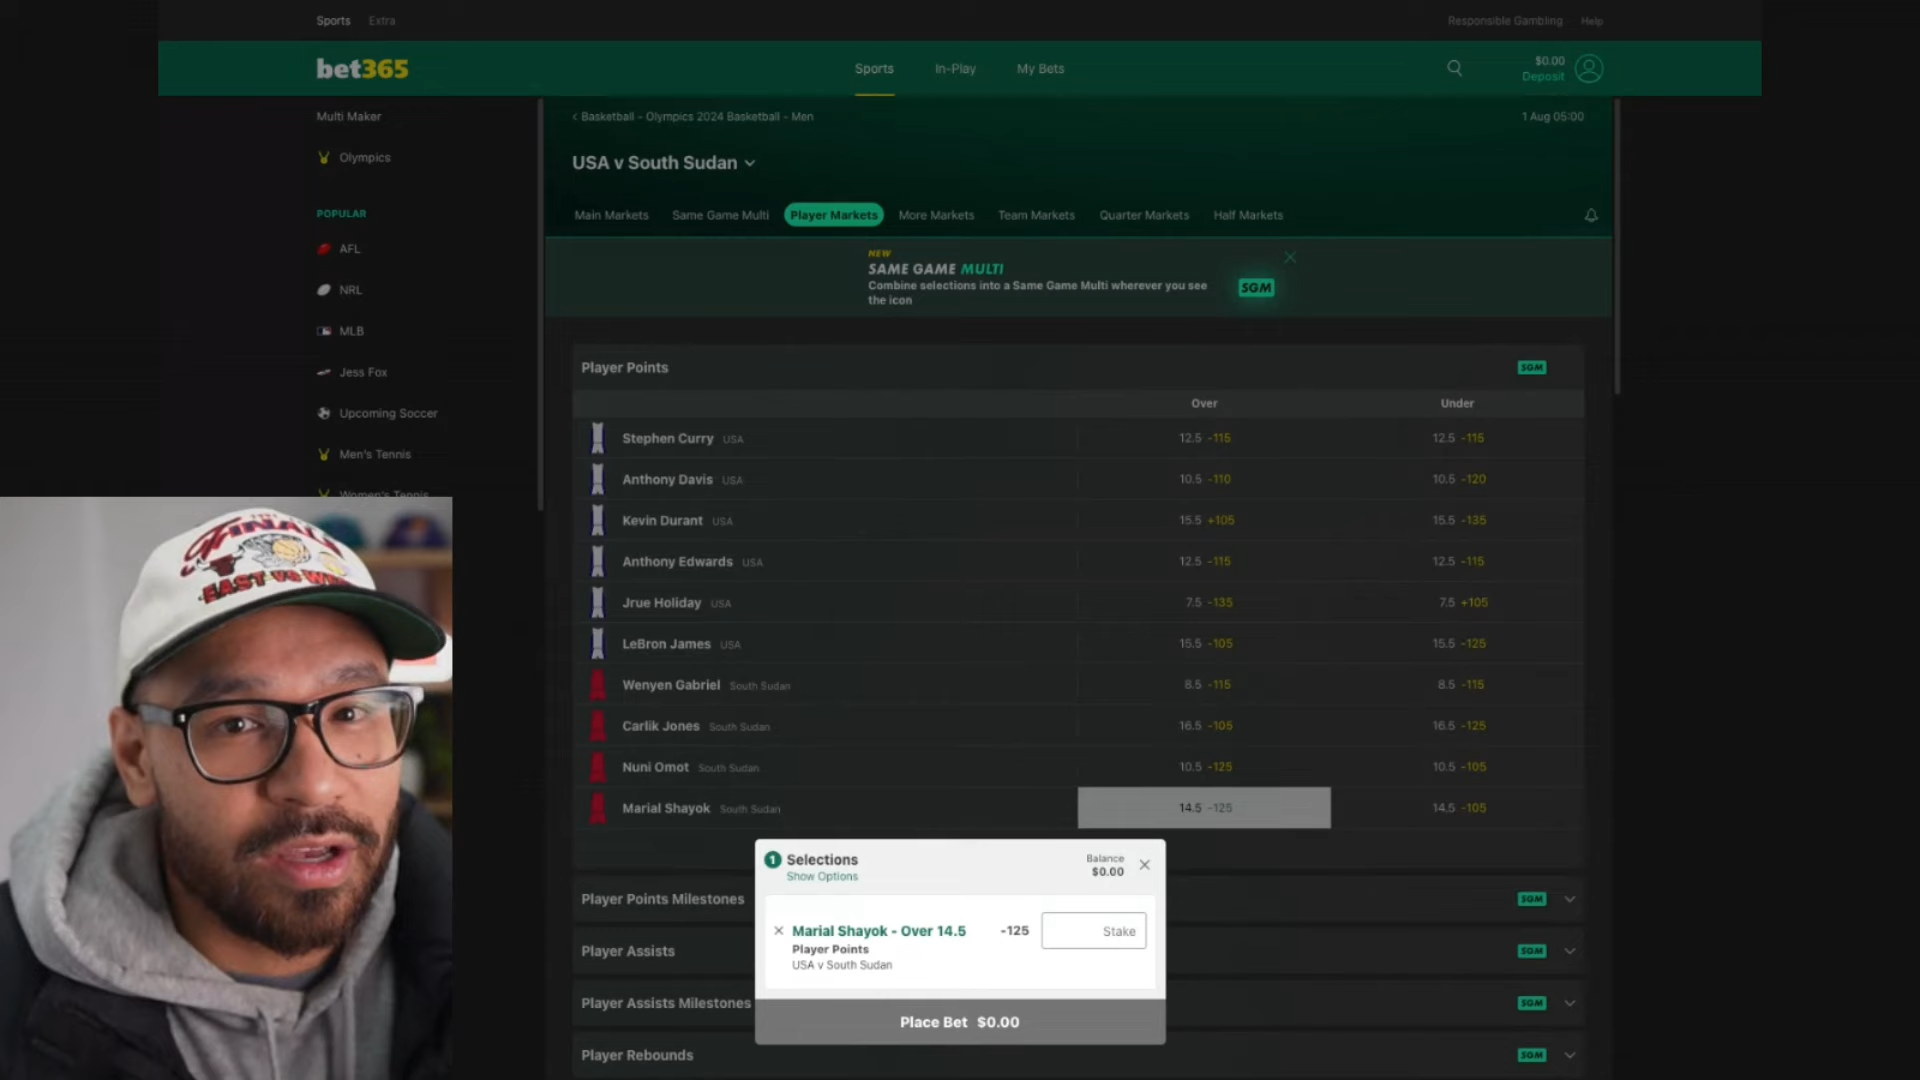 Sports Extra
Responsible Gambling Help
bet365
Sports In-Play My Bets
$0.00
Deposit
Multi Maker
Olympics
POPULAR
AFL
NRL
MLB
Jess Fox
Upcoming Soccer
Men's Tennis
Women's Tennis
< Basketball - Olympics 2024 Basketball - Men
1 Aug 05:00
USA v South Sudan
Main Markets Same Game Multi Player Markets More Markets Team Markets Quarter Markets Half Markets
NEW
SAME GAME MULTI
Combine selections into a Same Game Multi wherever you see
the icon
SGM
Player Points SGM
Over Under
Stephen Curry USA 12.5 -115 12.5 -115
Anthony Davis USA 10.5 -110 10.5 -120
Kevin Durant USA 15.5 +105 15.5 -135
Anthony Edwards USA 12.5 -115 12.5 -115
Jrue Holiday USA 7.5 -135 7.5 +105
LeBron James USA 15.5 -105 15.5 -125
Wenyen Gabriel South Sudan 8.5 -115 8.5 -115
Carlik Jones South Sudan 16.5 -105 16.5 -125
Nuni Omot South Sudan 10.5 -125 10.5 -105
Marial Shayok South Sudan 14.5 -125 14.5 -105
Player Points Milestones SGM
Player Assists SGM
Player Assists Milestones SGM
Player Rebounds SGM
1 Selections
Show Options
Balance
$0.00
Marial Shayok - Over 14.5 -125 Stake
Player Points
USA v South Sudan
Place Bet $0.00
FINALS
EAST VS WEST